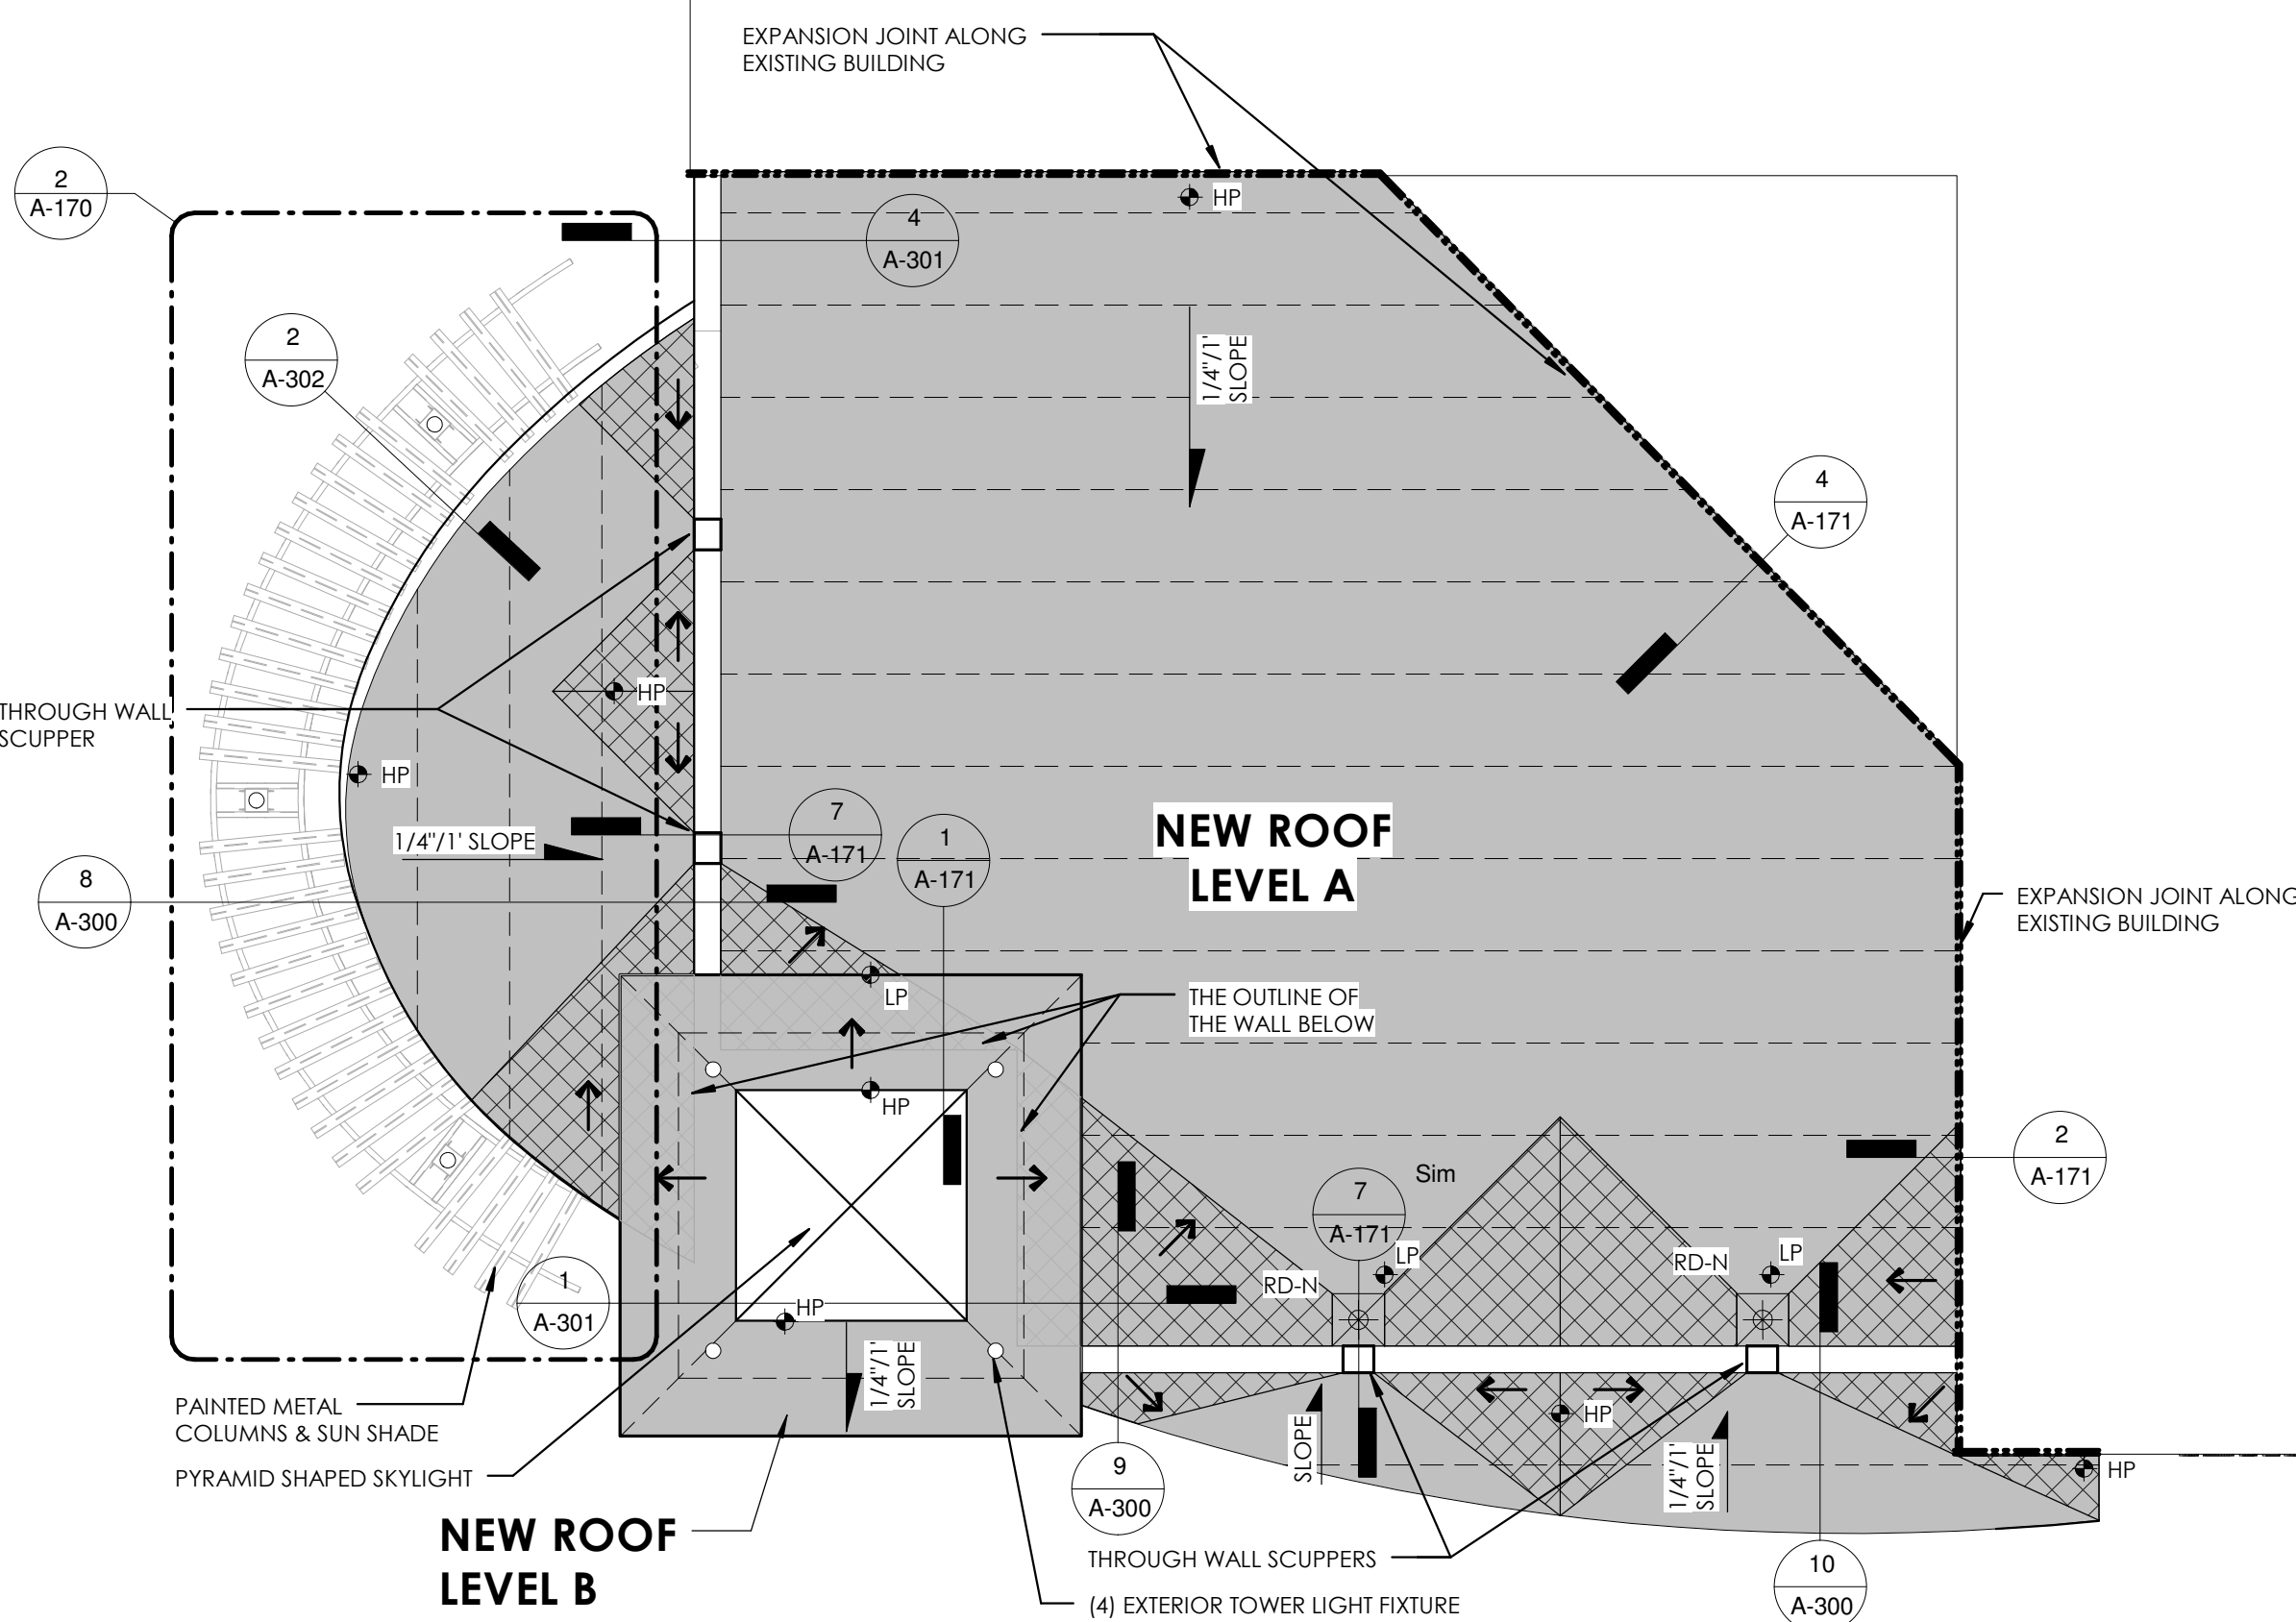 EXPANSION JOINT ALONG
EXISTING BUILDING
2
A-170
HP
4
A-301
2
A-302
1/4"/1'
SLOPE
4
A-171
HP
THROUGH WALL
SCUPPER
HP
1/4"/1' SLOPE
7
A-171
1
A-171
NEW ROOF
LEVEL A
8
A-300
EXPANSION JOINT ALONG
EXISTING BUILDING
LP
THE OUTLINE OF
THE WALL BELOW
HP
2
A-171
Sim
7
A-171
LP
RD-N
RD-N
LP
1
A-301
HP
1/4"/1'
SLOPE
PAINTED METAL
COLUMNS & SUN SHADE
PYRAMID SHAPED SKYLIGHT
HP
SLOPE
1/4"/1'
SLOPE
HP
9
A-300
NEW ROOF
LEVEL B
THROUGH WALL SCUPPERS
(4) EXTERIOR TOWER LIGHT FIXTURE
10
A-300